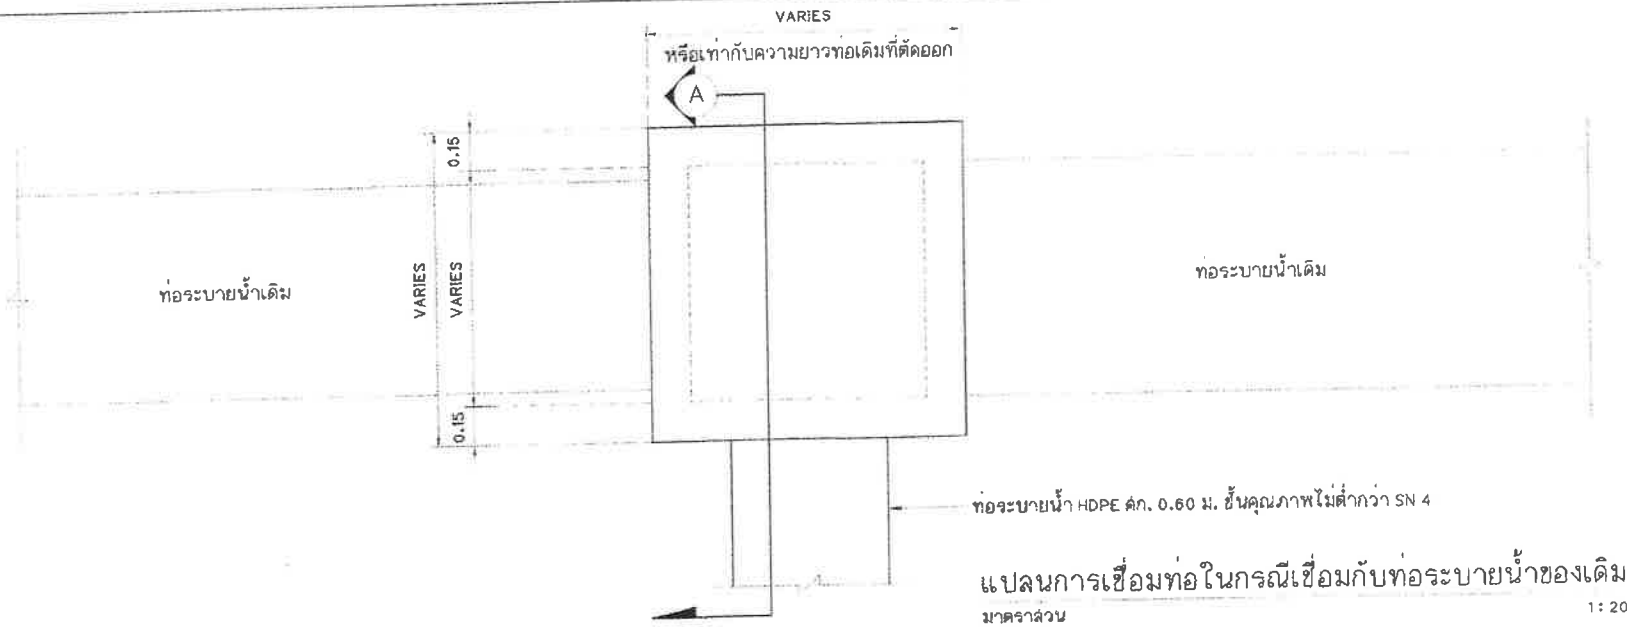 VARIES
หรือเท่ากับความยาวท่อเดิมที่ตัดออก
A
0.15
VARIES
VARIES
0.15
ท่อระบายน้ำเดิม
ท่อระบายน้ำเดิม
ท่อระบายน้ำ HDPE ศก. 0.60 ม. ชั้นคุณภาพไม่ต่ำกว่า SN 4
แปลนการเชื่อมท่อในกรณีเชื่อมกับท่อระบายน้ำของเดิม
มาตราส่วน 1:20